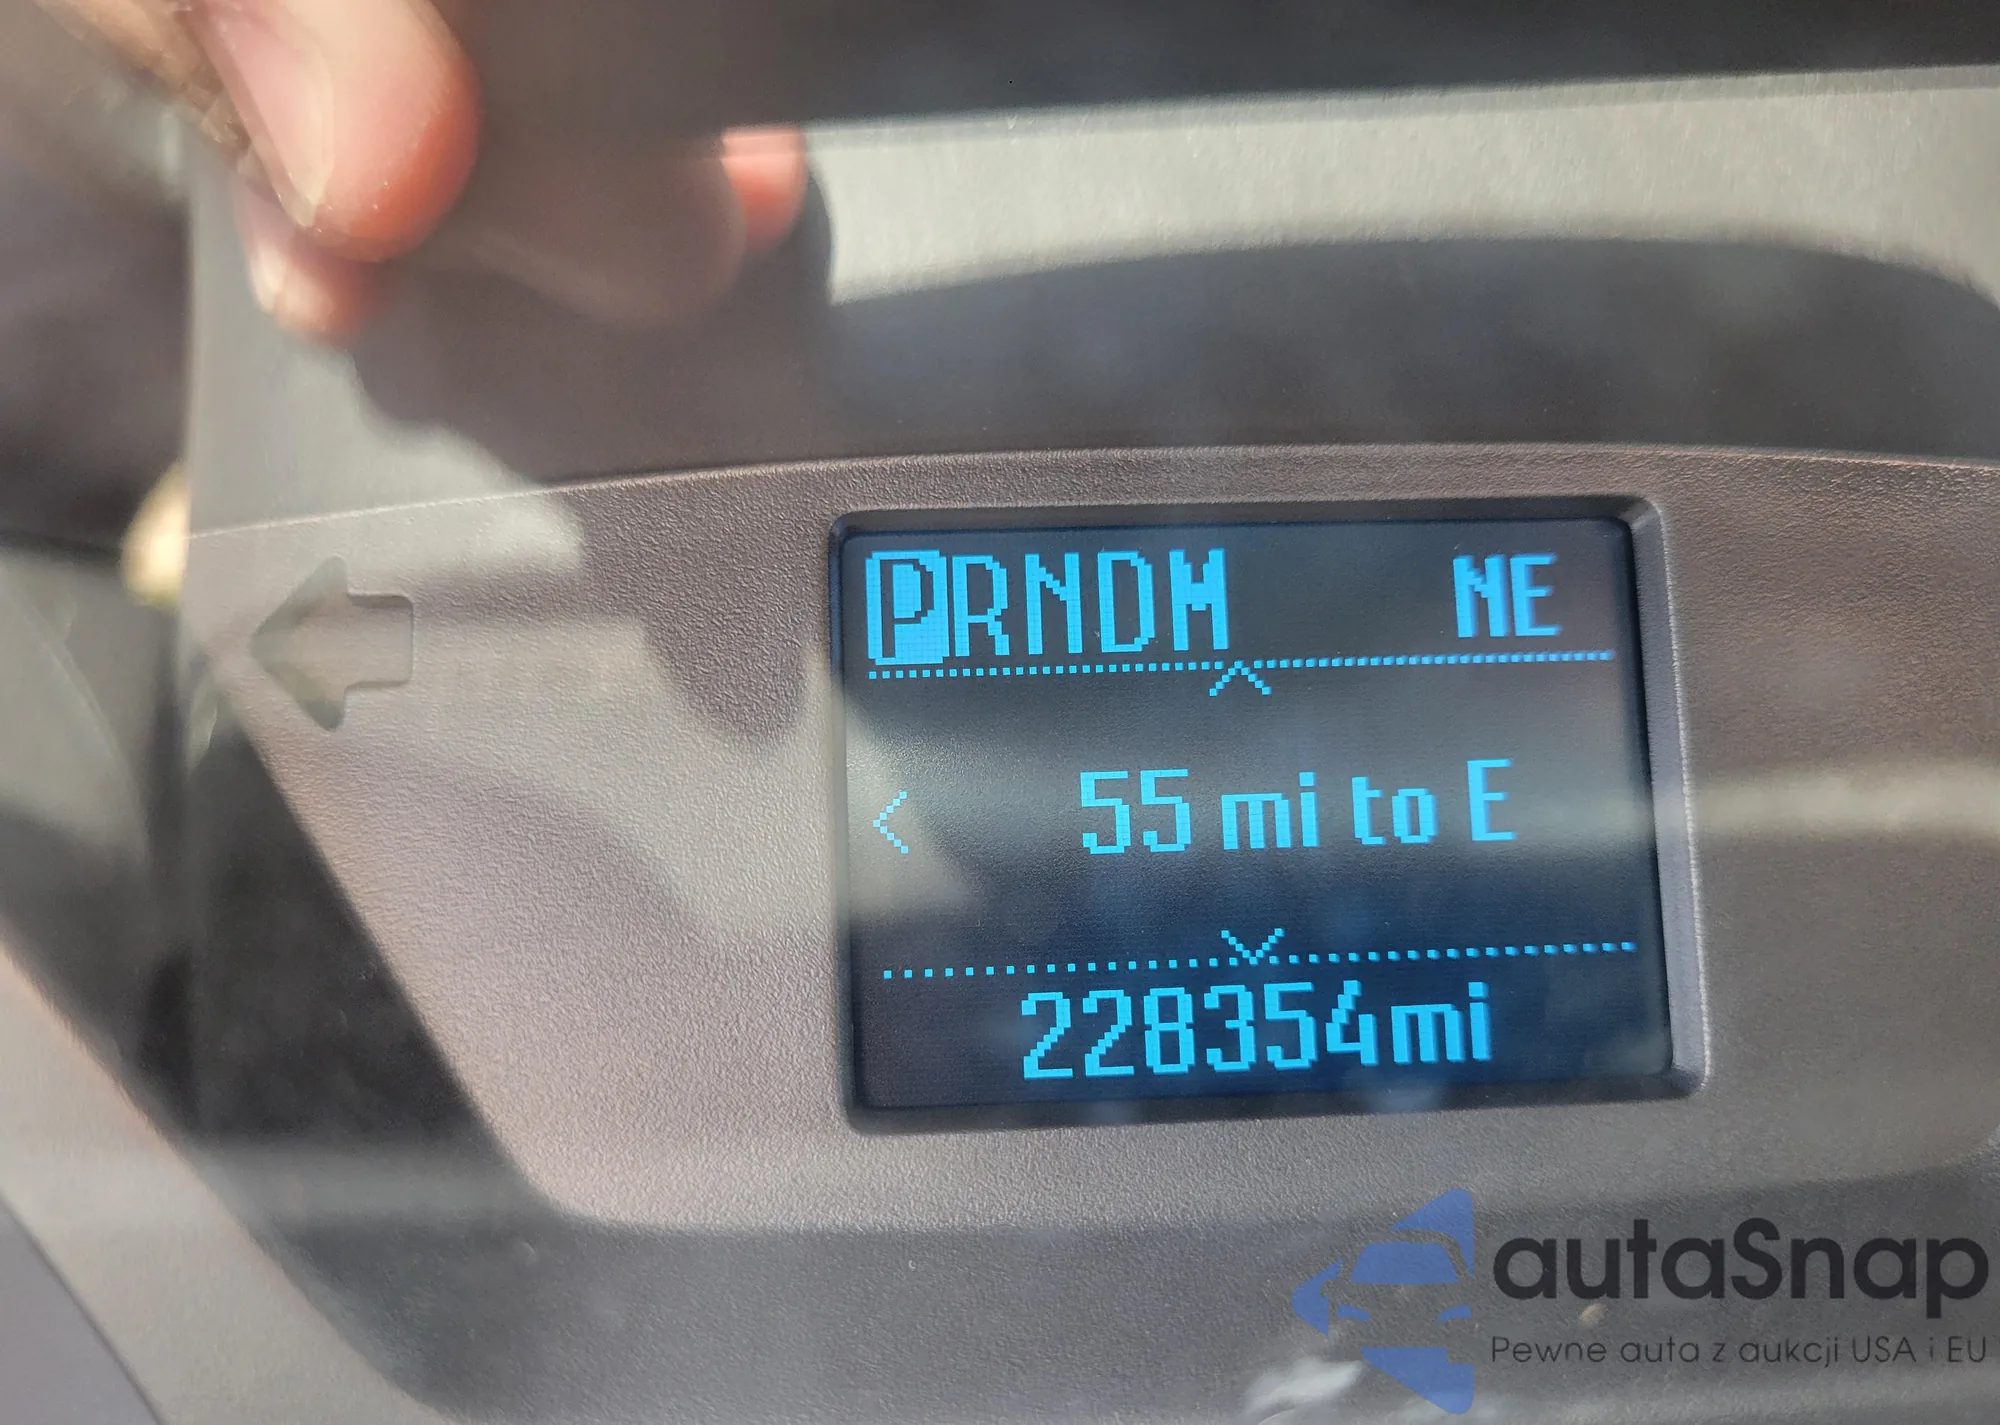 PRNDM NE
55 mi to E
228354mi
autaSnap
Pewne auta z aukcji USA i EU